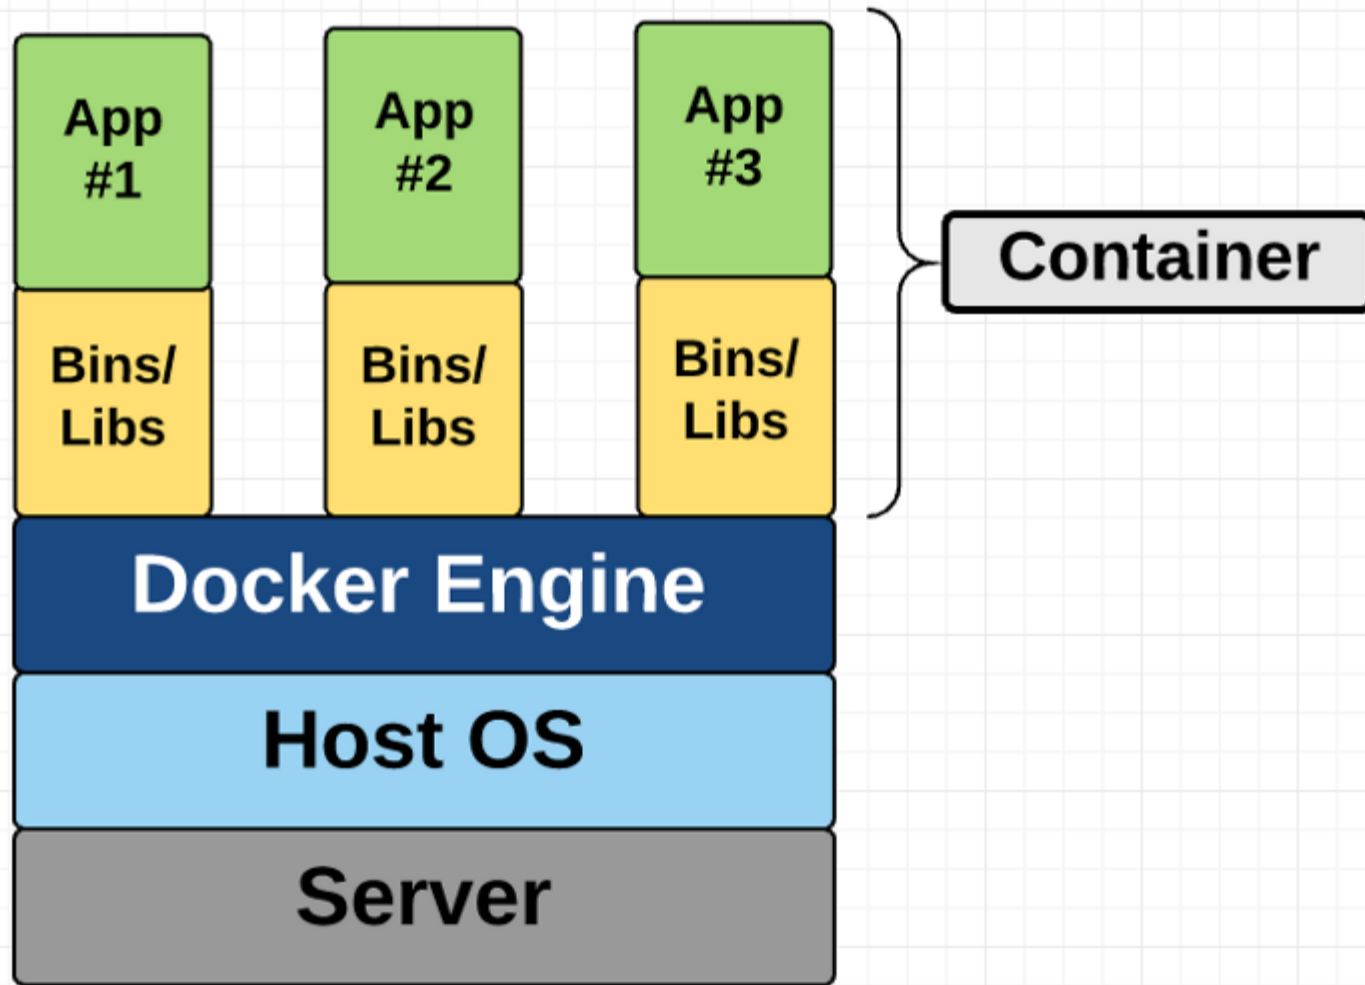 App
#1
App
#2
App
#3
Container
Bins/
Libs
Bins/
Libs
Bins/
Libs
Docker Engine
Host OS
Server